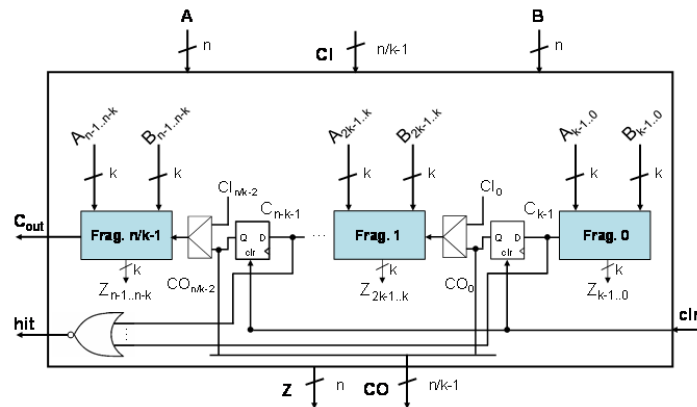 A B
n CI n/k-1 n
A_{n-1..n-k} B_{n-1..n-k} A_{2k-1..k} B_{2k-1..k} A_{k-1..0} B_{k-1..0}
k k k k k k
CI_{n/k-2} CI_0
C_{n-k-1} C_{k-1}
C_{out} Frag. n/k-1 Q D clr ... Frag. 1 Q D clr Frag. 0
k k k
CO_{n/k-2} CO_0
Z_{n-1..n-k} Z_{2k-1..k} Z_{k-1..0}
hit clr
Z n CO n/k-1